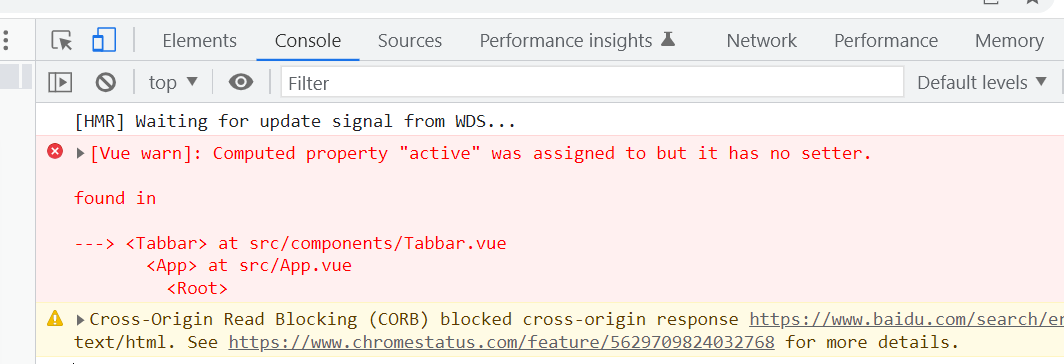 Elements Console Sources Performance insights Network Performance Memory
top Filter Default levels
[HMR] Waiting for update signal from WDS...
[Vue warn]: Computed property "active" was assigned to but it has no setter.
found in
---> <Tabbar> at src/components/Tabbar.vue
<App> at src/App.vue
<Root>
Cross-Origin Read Blocking (CORB) blocked cross-origin response https://www.baidu.com/search/er
text/html. See https://www.chromestatus.com/feature/5629709824032768 for more details.